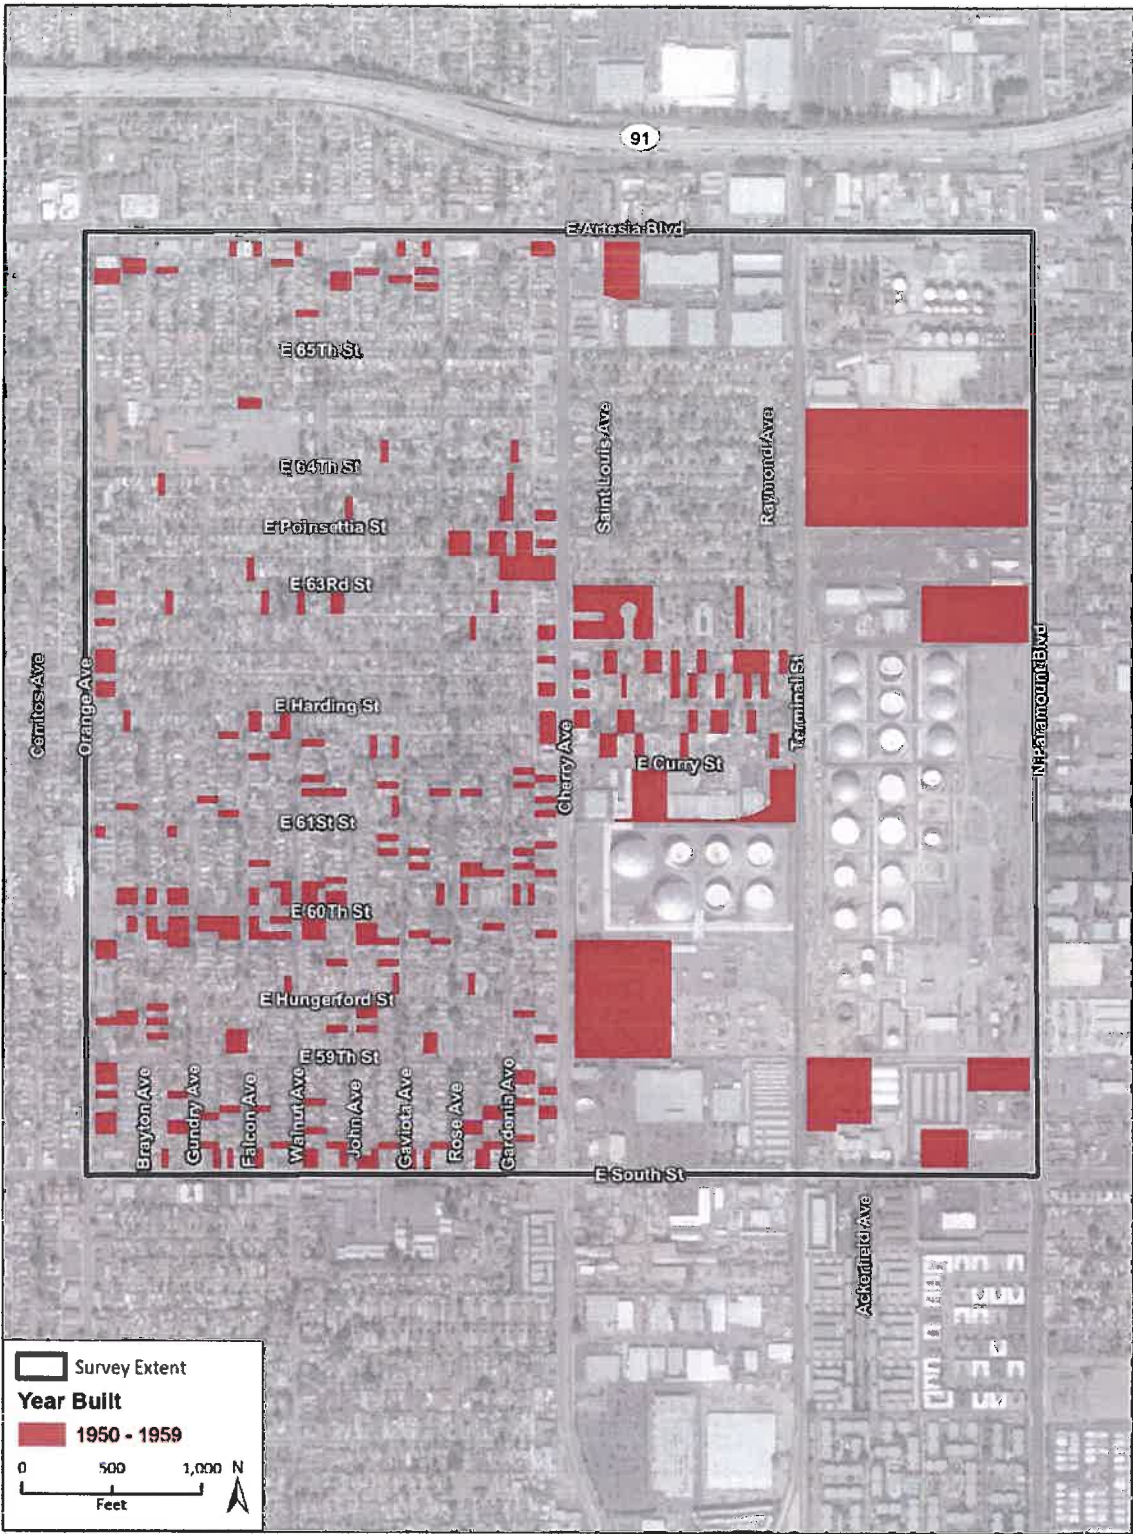 91
E Artesia Blvd
E 65Th St
Saint Louis Ave
Raymond Ave
E 64Th St
E Poinsettia St
E 63Rd St
Cerritos Ave
Orange Ave
E Harding St
Cherry Ave
Terminal St
N Paramount Blvd
E Curry St
E 61St St
E 60Th St
E Hungerford St
E 59Th St
Brayton Ave
Gundry Ave
Falcon Ave
Walnut Ave
John Ave
Gaviota Ave
Rose Ave
Gardenia Ave
E South St
Ackerfield Ave
Survey Extent
Year Built
1950 - 1959
0 500 1,000 N
Feet